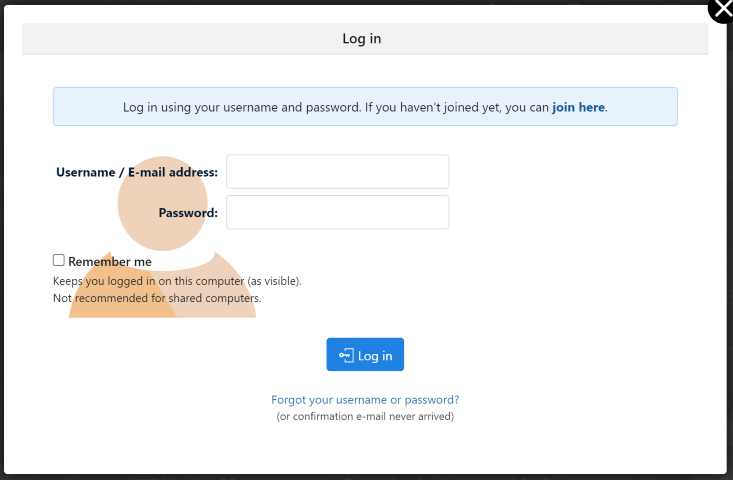 Log in
Log in using your username and password. If you haven't joined yet, you can join here.
Username / E-mail address:
Password:
Remember me
Keeps you logged in on this computer (as visible).
Not recommended for shared computers.
Log in
Forgot your username or password?
(or confirmation e-mail never arrived)